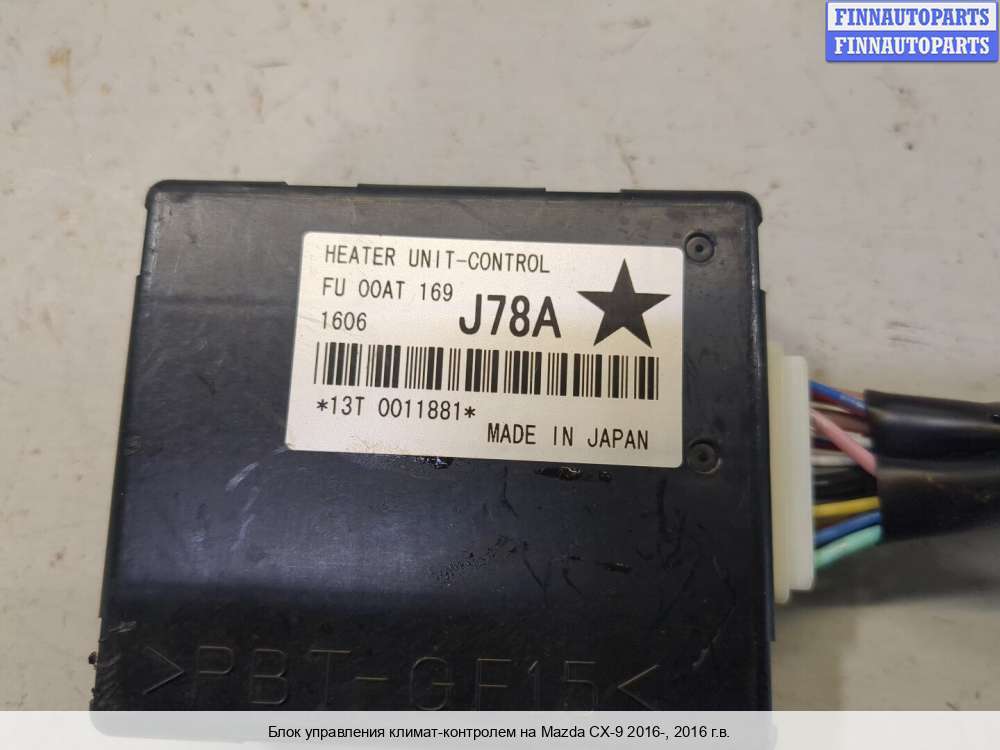 FINNAUTOPARTS
FINNAUTOPARTS
HEATER UNIT-CONTROL
FU 00AT 169
1606
J78A
*13T 0011881*
MADE IN JAPAN
>PBT-GF15<
Блок управления климат-контролем на Mazda CX-9 2016-, 2016 г.в.